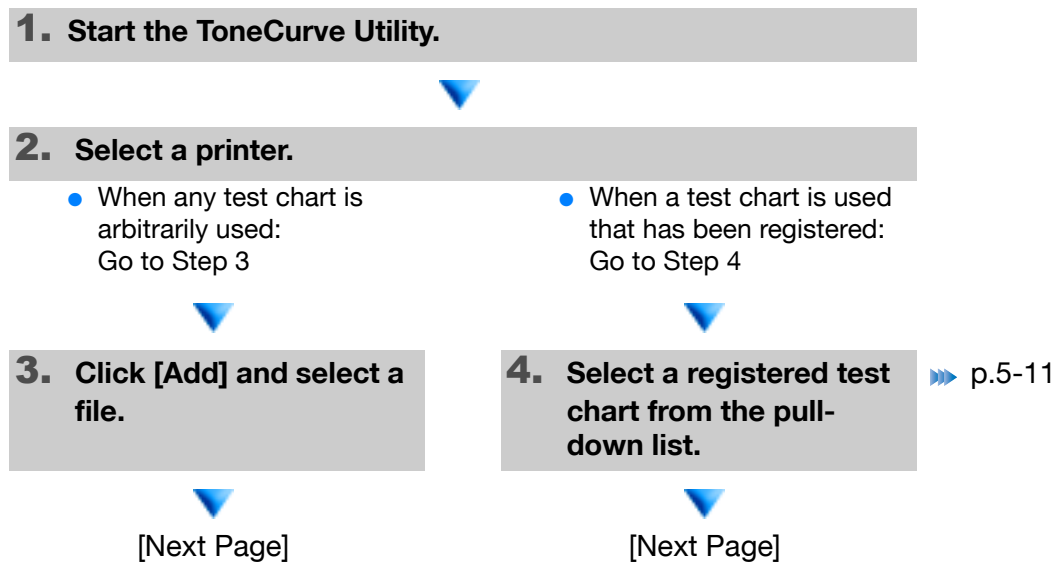 1. Start the ToneCurve Utility.
2. Select a printer.
● When any test chart is
arbitrarily used:
Go to Step 3
● When a test chart is used
that has been registered:
Go to Step 4
3. Click [Add] and select a
file.
4. Select a registered test
chart from the pull-
down list.
p.5-11
[Next Page]
[Next Page]